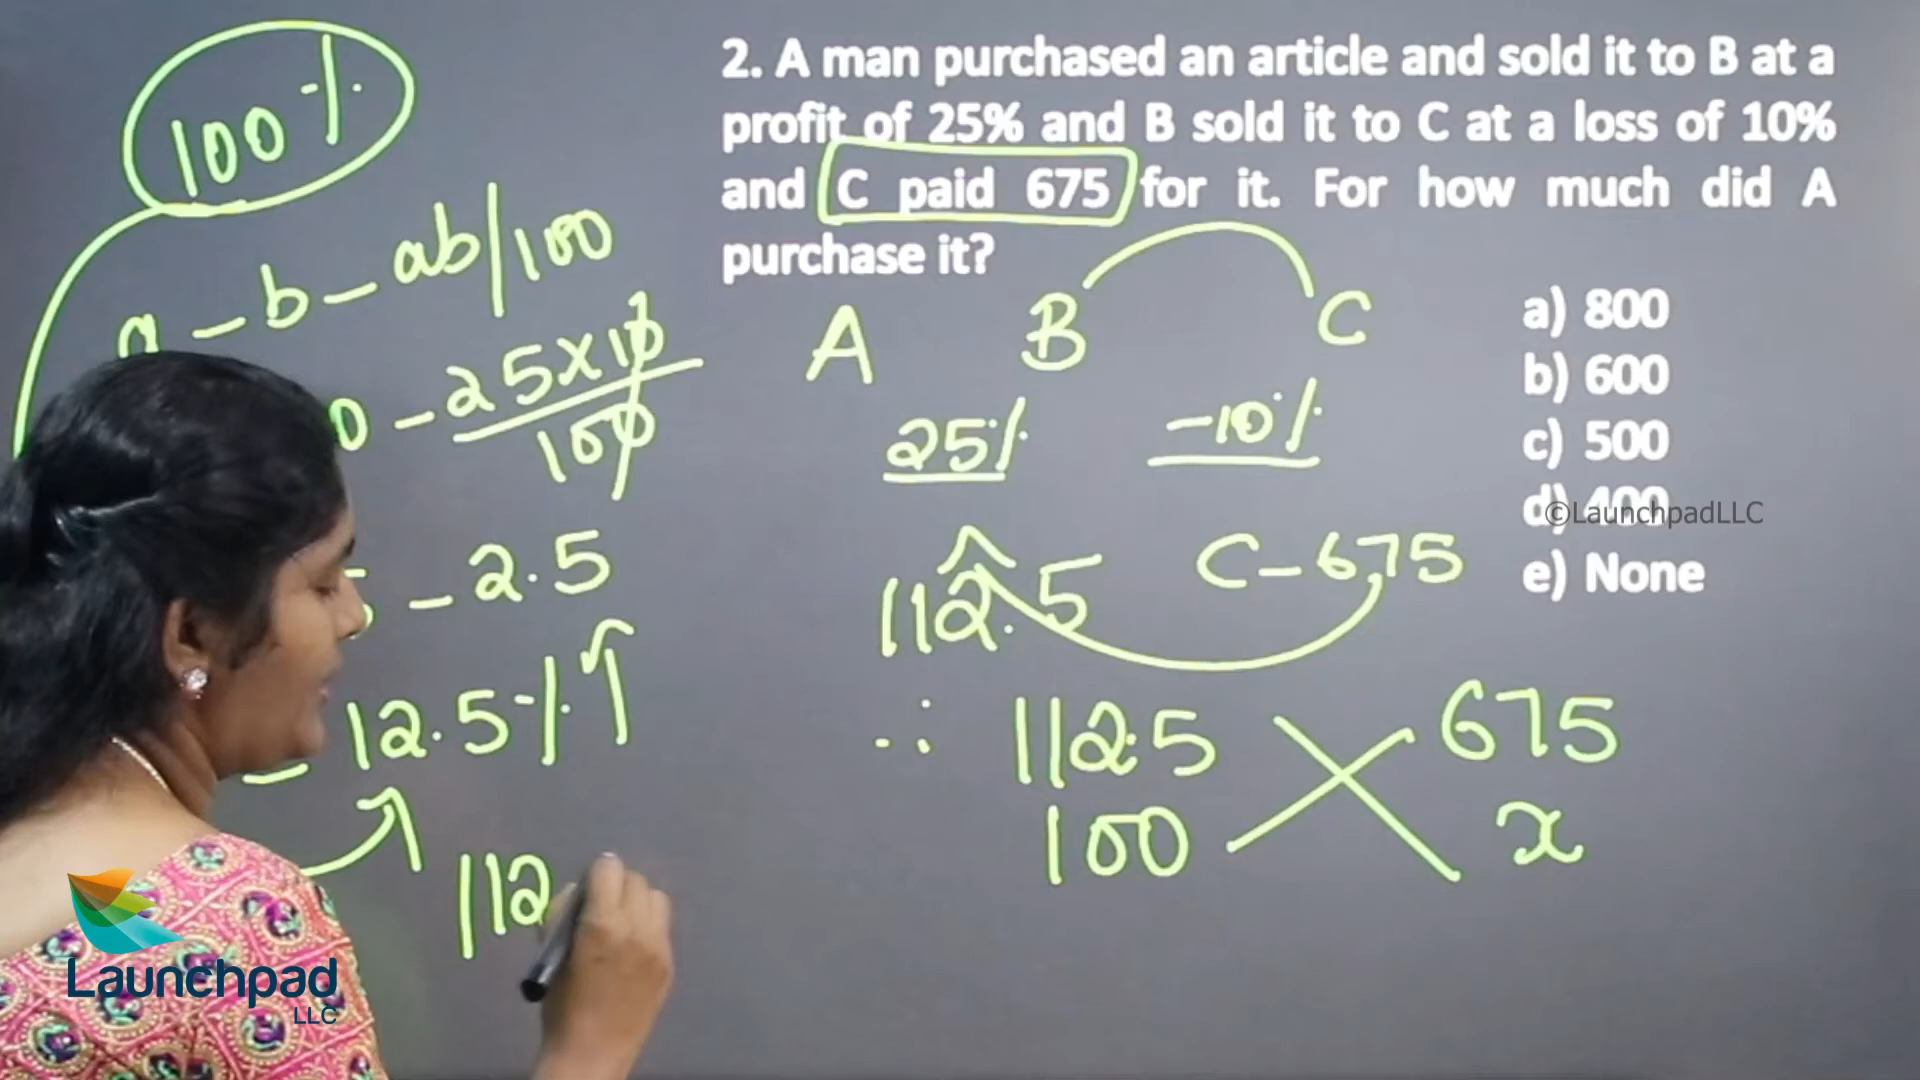 2. A man purchased an article and sold it to B at a
profit of 25% and B sold it to C at a loss of 10%
and C paid 675 for it. For how much did A
purchase it?
a) 800
b) 600
c) 500
d) 400
e) None
©LaunchpadLLC
100%
a - b - ab/100
0 - 25×10
100
- 2.5
= 12.5%
112
A B C
25% -10%
112.5 C - 675
∴ 112.5 675
100 x
Launchpad
LLC